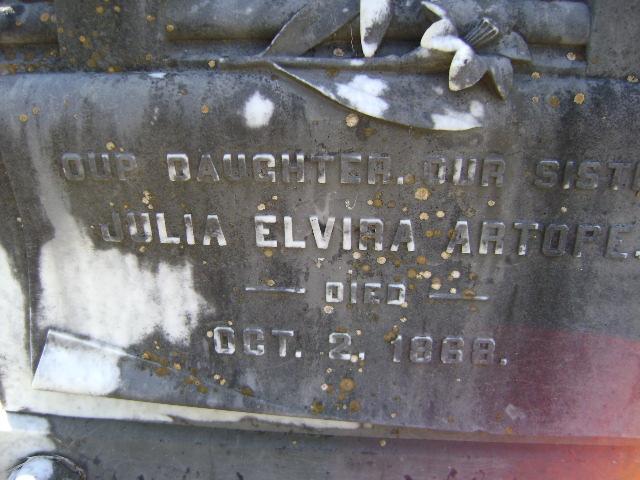 OUR DAUGHTER, OUR SIST
JULIA ELVIRA ARTOPE.
— DIED —
OCT. 2, 1868.